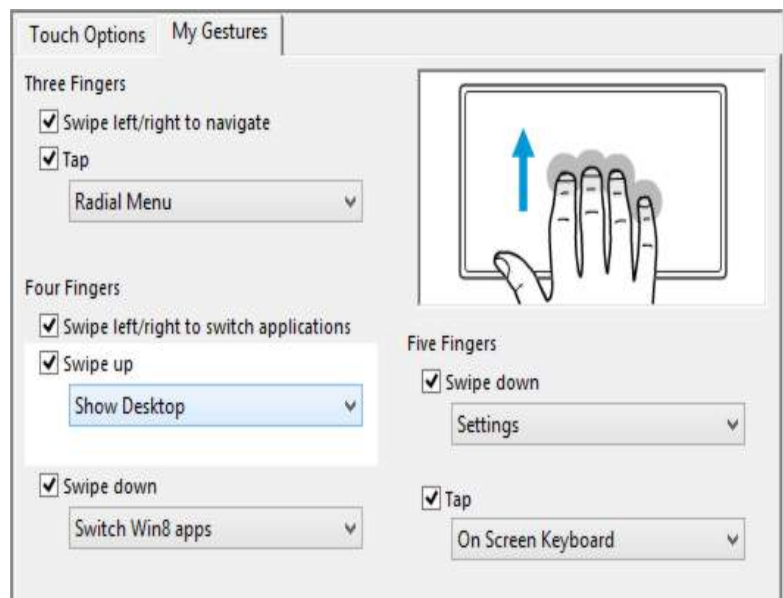 Touch Options
My Gestures
Three Fingers
Swipe left/right to navigate
Tap
Radial Menu
Four Fingers
Swipe left/right to switch applications
Swipe up
Show Desktop
Swipe down
Switch Win8 apps
Five Fingers
Swipe down
Settings
Tap
On Screen Keyboard